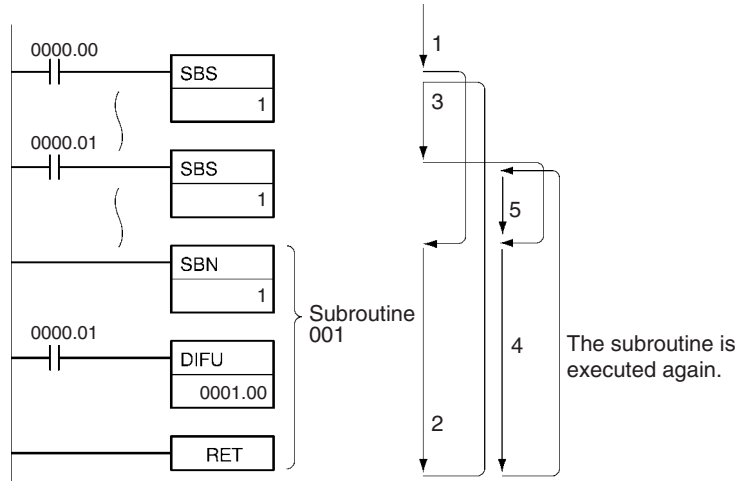 0000.00
SBS
1
0000.01
SBS
1
SBN
1
0000.01
DIFU
0001.00
RET
Subroutine
001
1
3
5
4
2
The subroutine is
executed again.